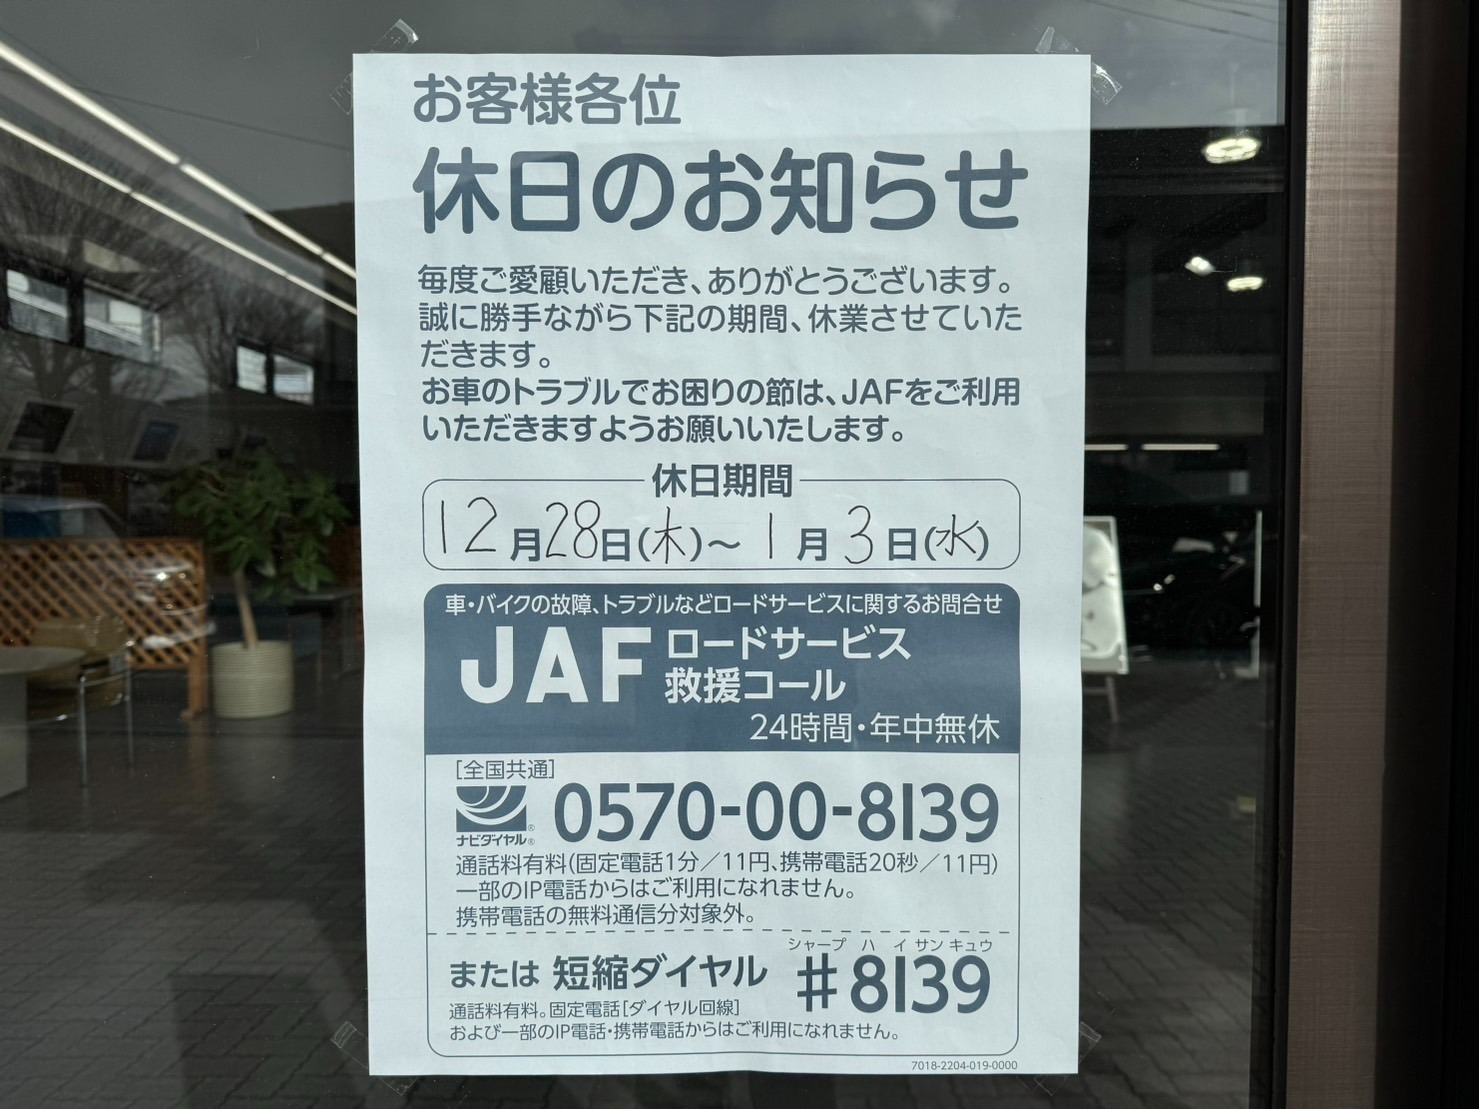 お客様各位
休日のお知らせ
毎度ご愛顧いただき、ありがとうございます。
誠に勝手ながら下記の期間、休業させていた
だきます。
お車のトラブルでお困りの節は、JAFをご利用
いただきますようお願いいたします。
休日期間
12月28日(木)～1月3日(水)
車・バイクの故障、トラブルなどロードサービスに関するお問合せ
JAF ロードサービス
救援コール
24時間・年中無休
[全国共通]
ナビダイヤル® 0570-00-8139
通話料有料(固定電話1分／11円、携帯電話20秒／11円)
一部のIP電話からはご利用になれません。
携帯電話の無料通信分対象外。
シャープ ハ イ サン キュウ
または 短縮ダイヤル #8139
通話料有料。固定電話[ダイヤル回線]
および一部のIP電話・携帯電話からはご利用になれません。
7018-2204-019-0000